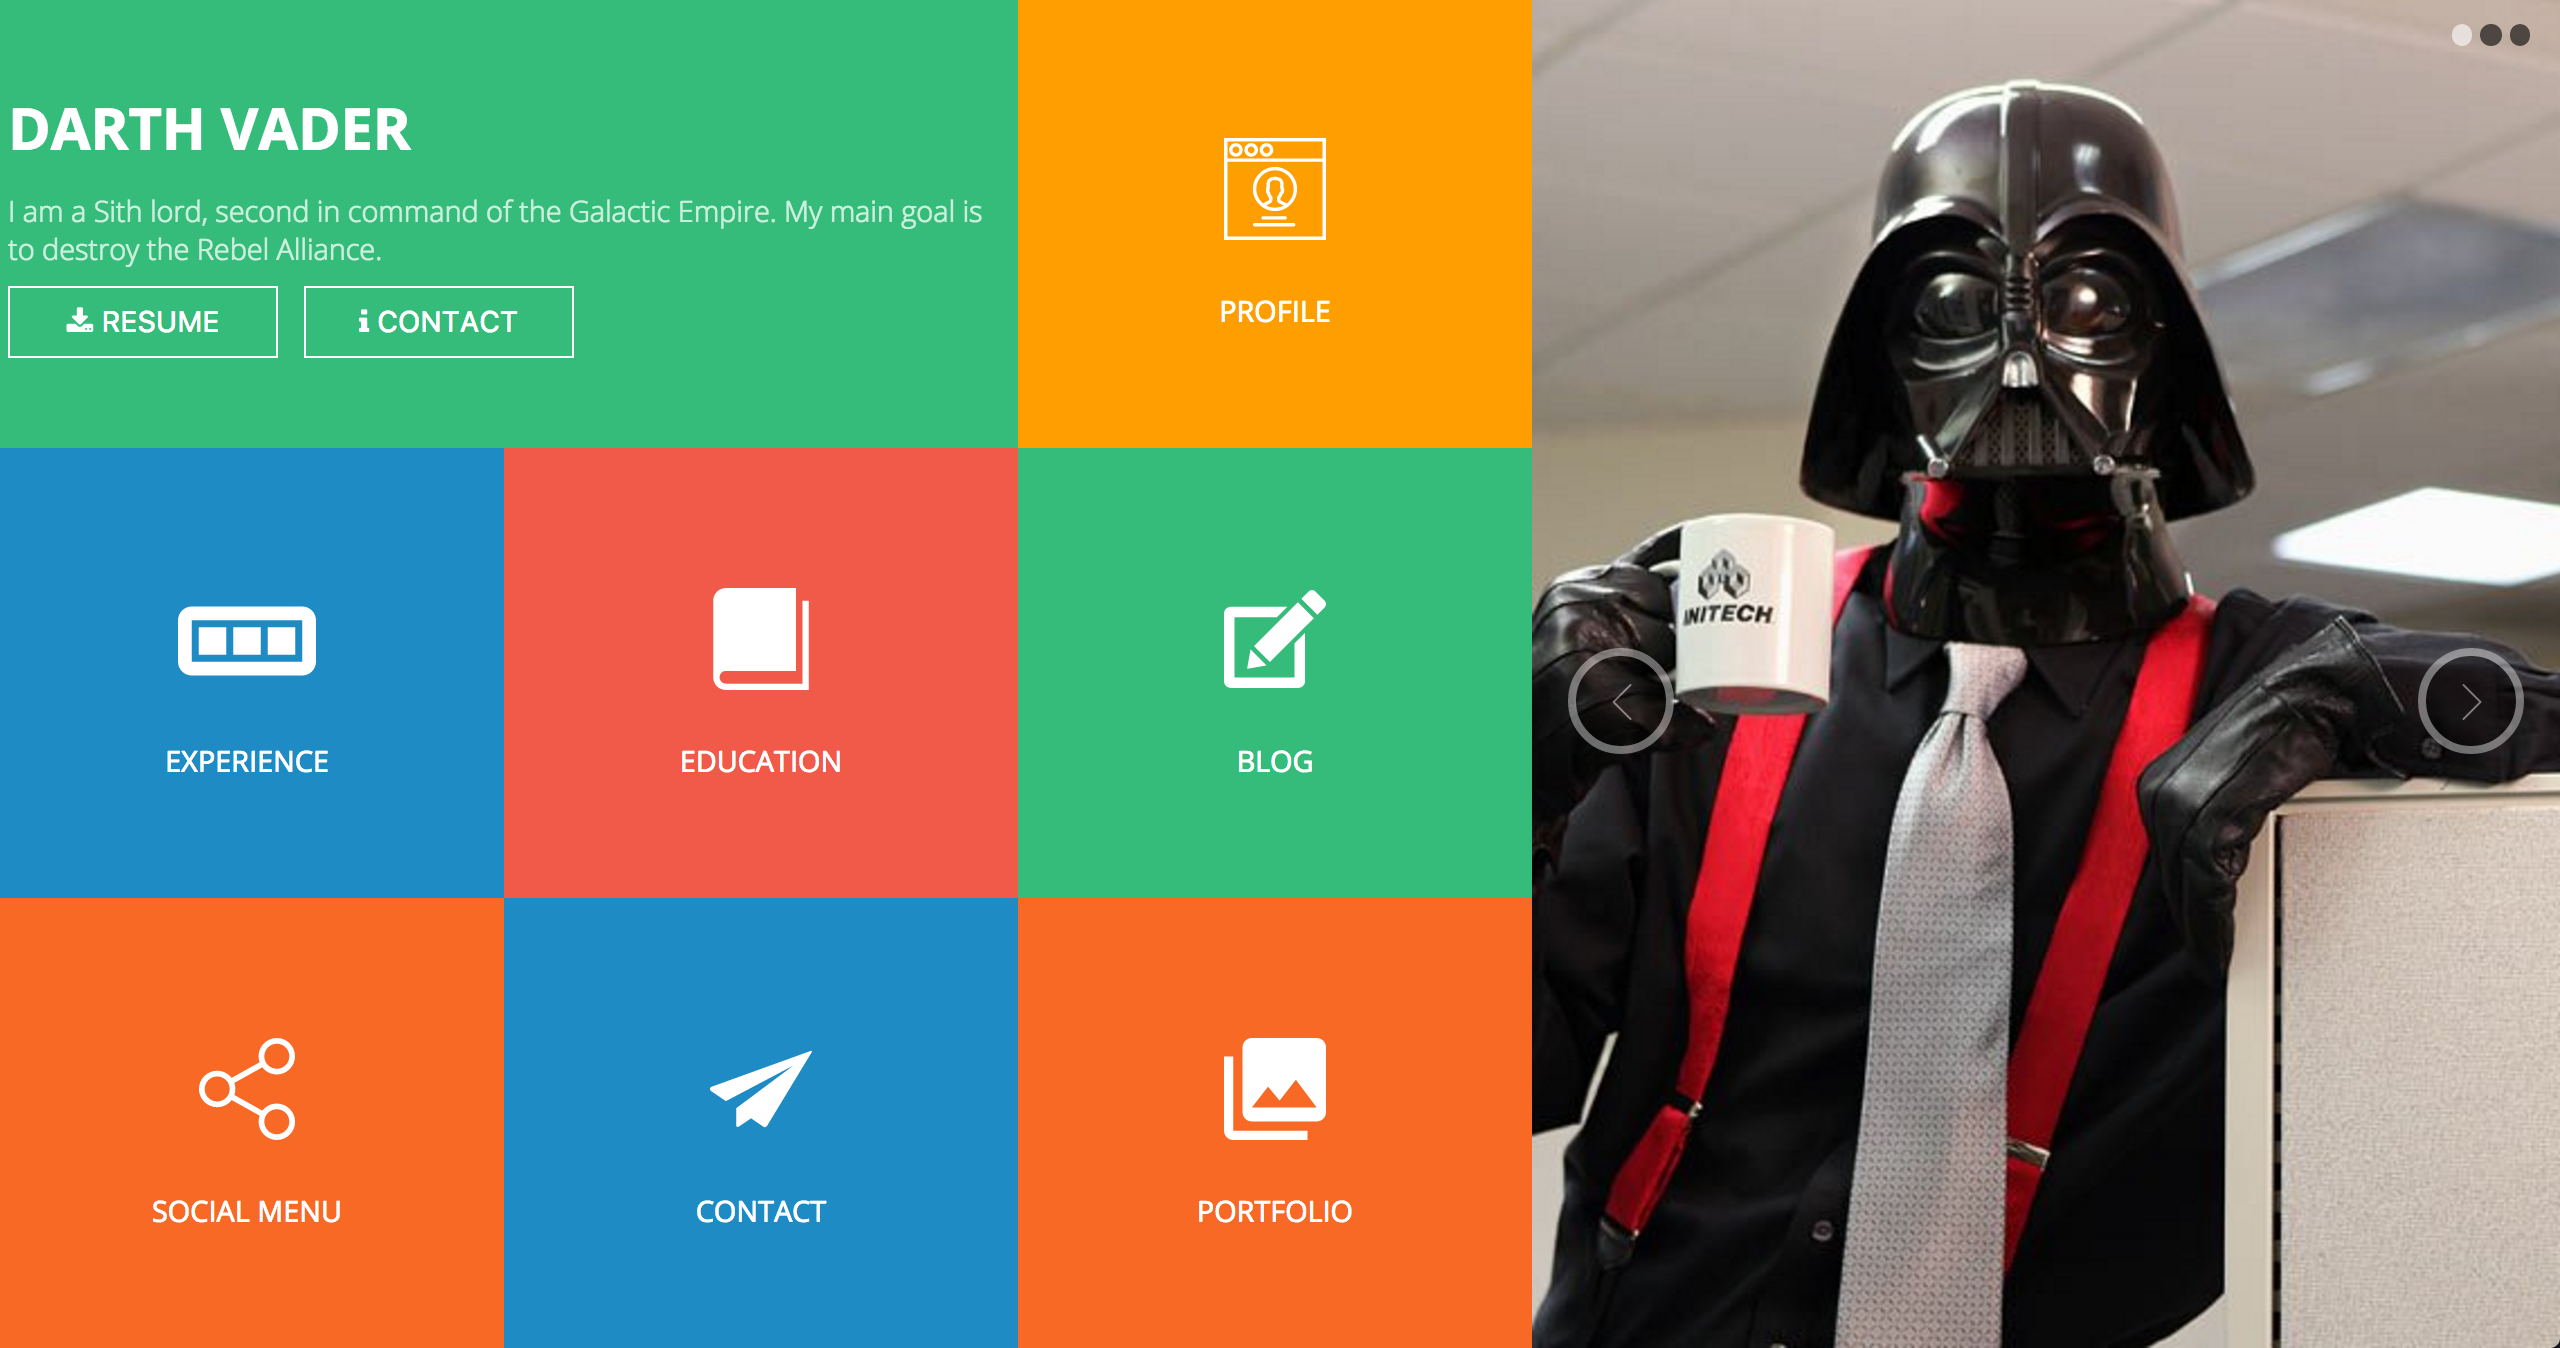 DARTH VADER
I am a Sith lord, second in command of the Galactic Empire. My main goal is
to destroy the Rebel Alliance.
RESUME
CONTACT
PROFILE
EXPERIENCE
EDUCATION
BLOG
SOCIAL MENU
CONTACT
PORTFOLIO
INITECH